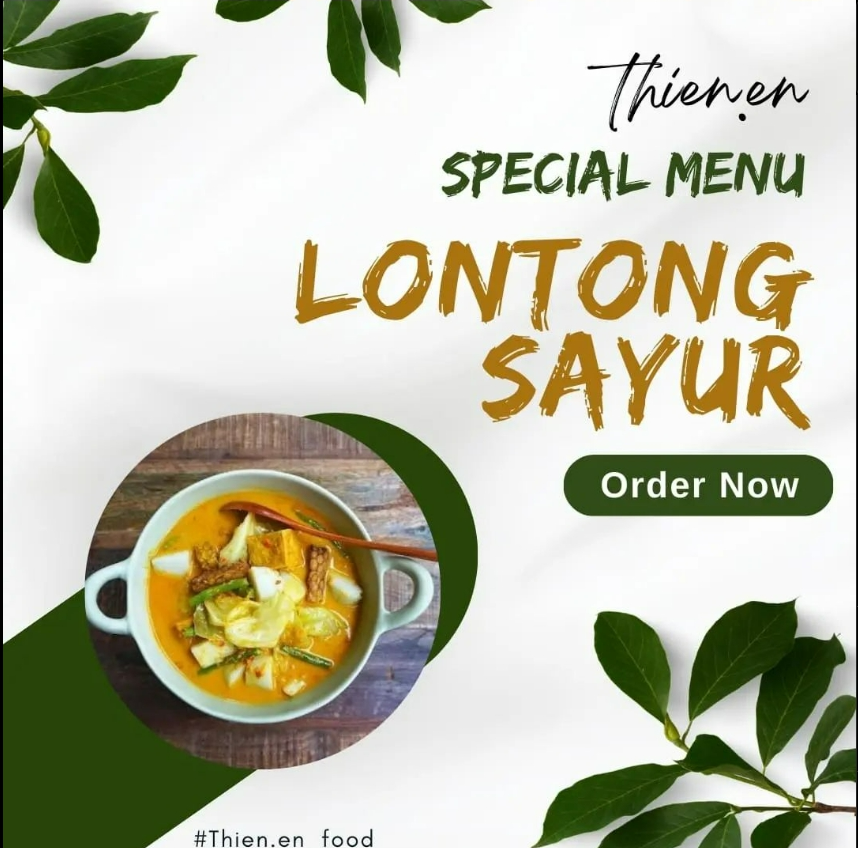 Thien.en
SPECIAL MENU
LONTONG
SAYUR
Order Now
#Thien.en food